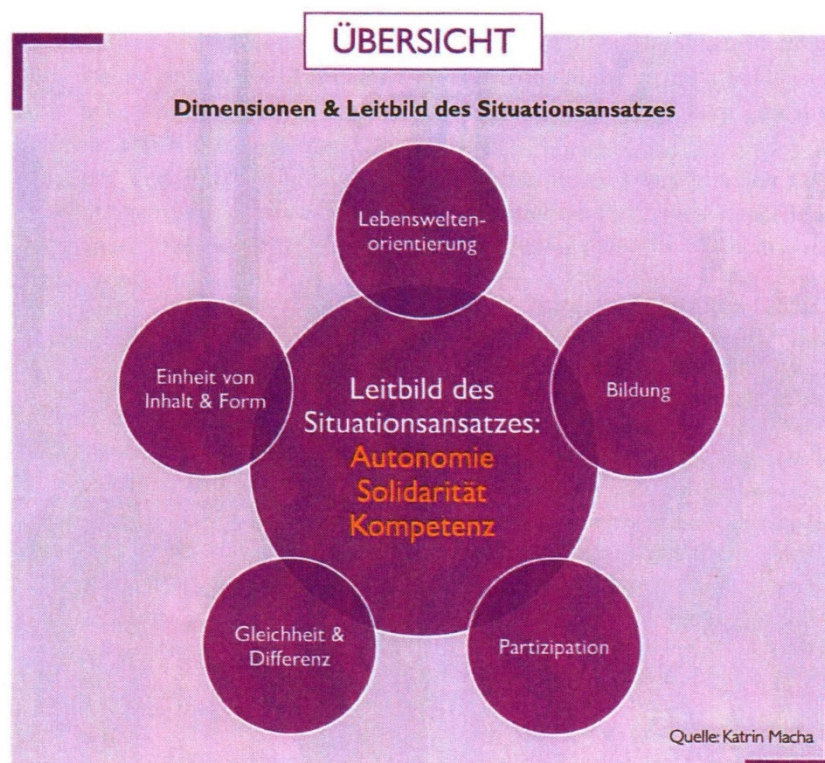 ÜBERSICHT
Dimensionen & Leitbild des Situationsansatzes
Lebenswelten-
orientierung
Einheit von
Inhalt & Form
Leitbild des
Situationsansatzes:
Autonomie
Solidarität
Kompetenz
Bildung
Gleichheit &
Differenz
Partizipation
Quelle: Katrin Macha